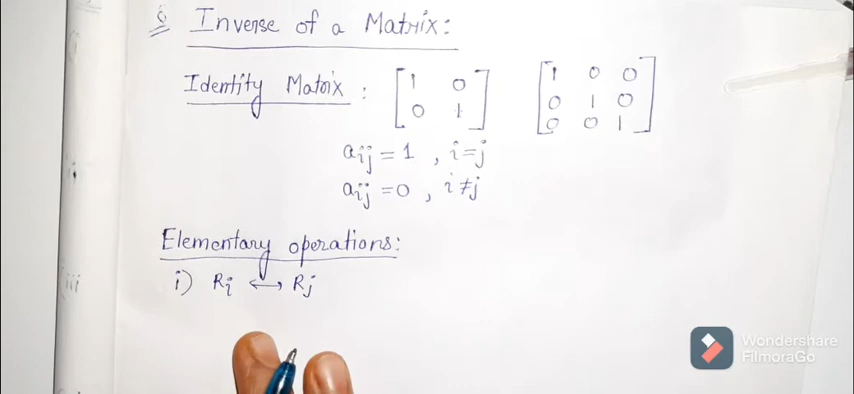 § Inverse of a Matrix:
Identity Matrix : [1 0 [1 0 0
0 1] 0 1 0
0 0 1]
aij = 1 , i=j
aij = 0 , i≠j
Elementary operations:
i) Ri ↔ Rj
iii
Wondershare
FilmoraGo